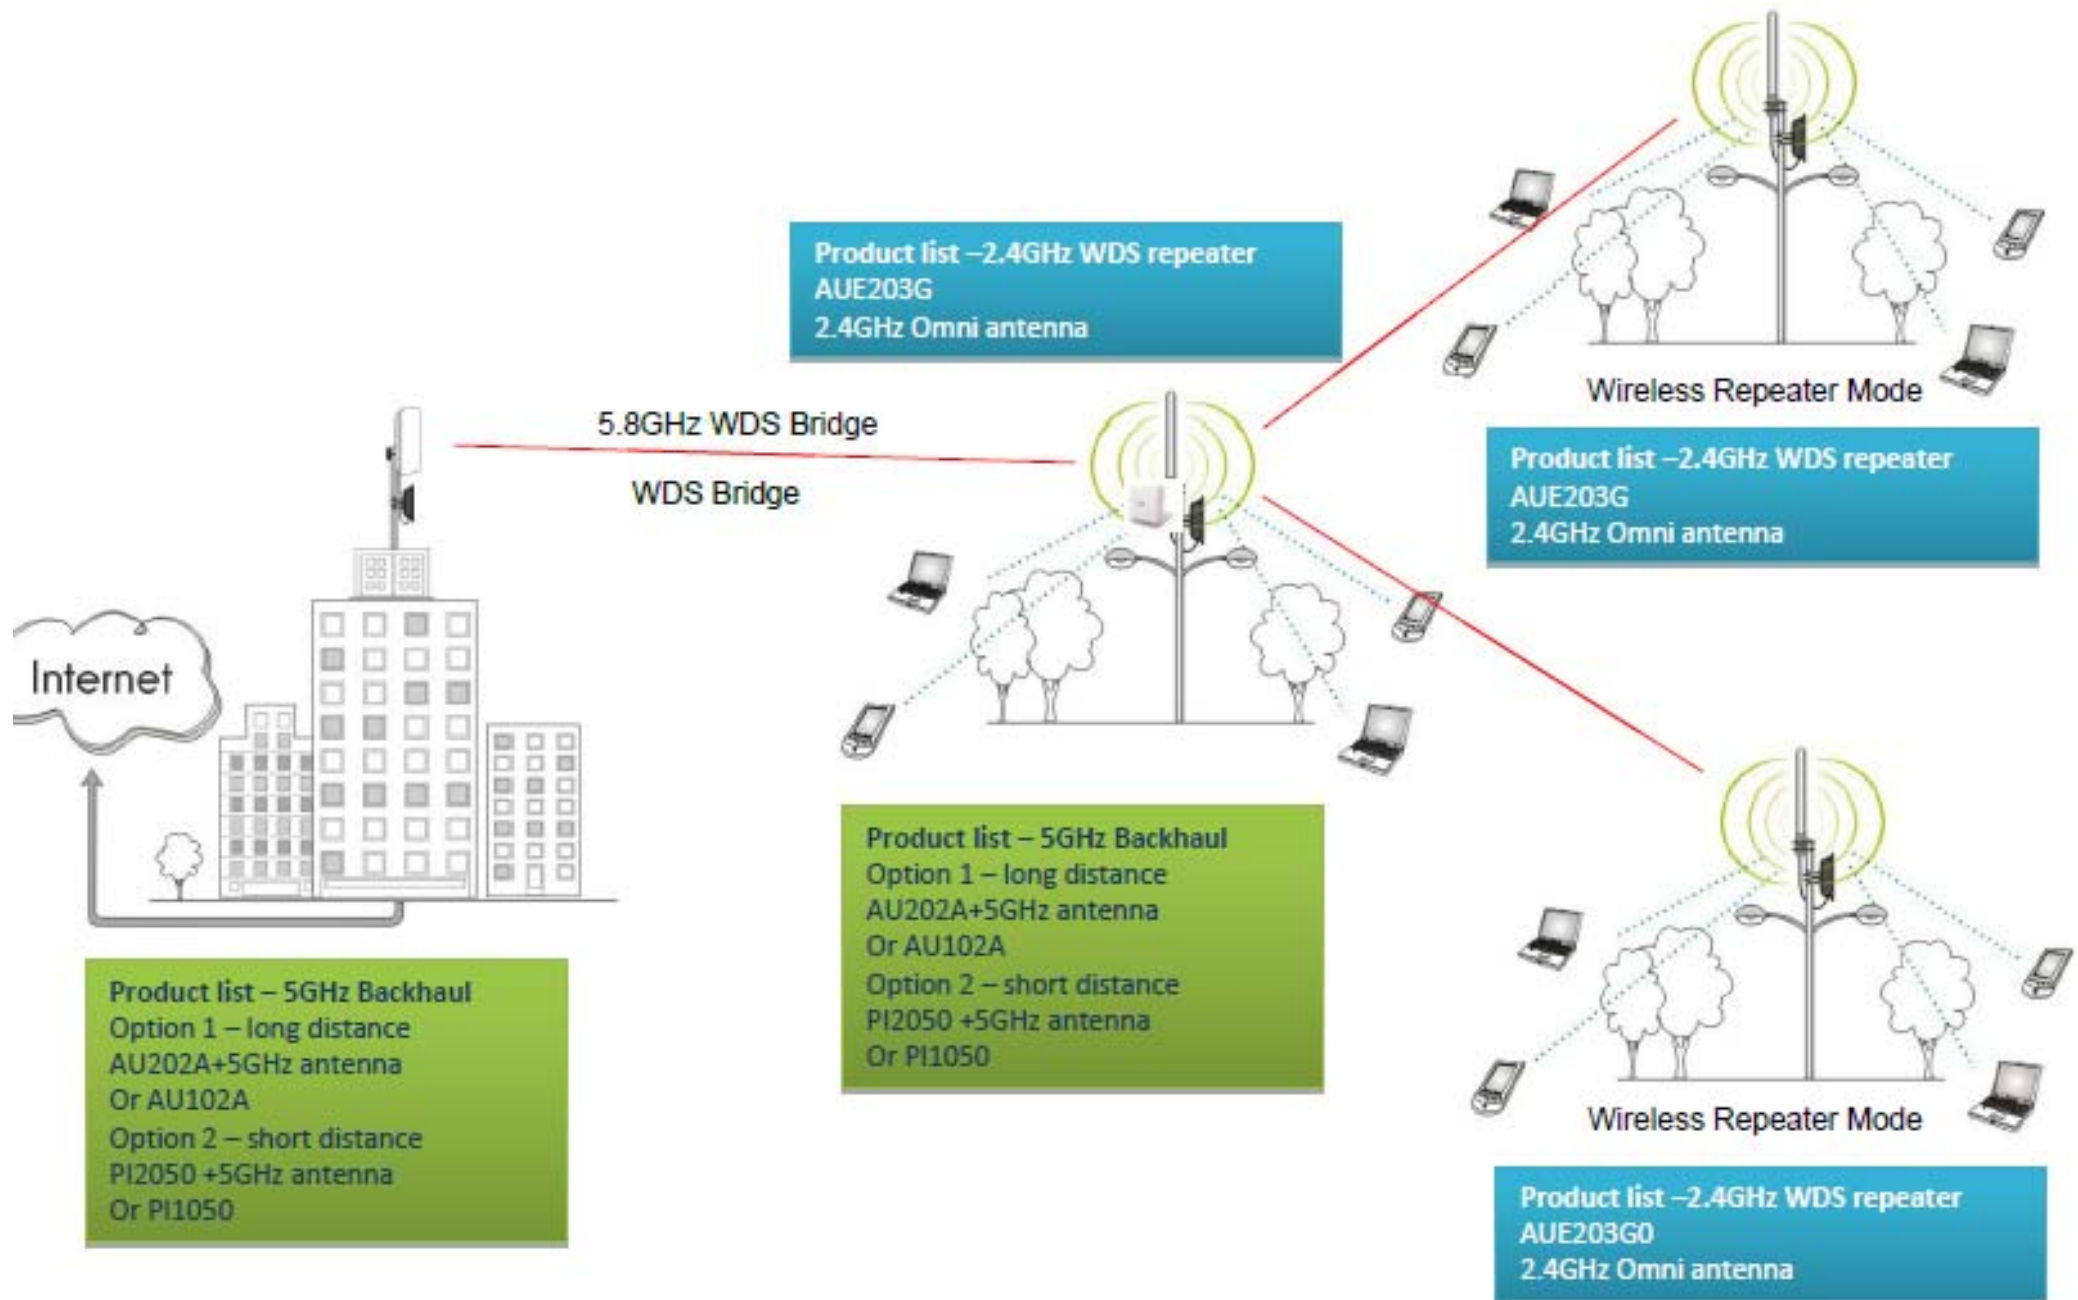 Product list –2.4GHz WDS repeater
AUE203G
2.4GHz Omni antenna
5.8GHz WDS Bridge
WDS Bridge
Internet
Product list – 5GHz Backhaul
Option 1 – long distance
AU202A+5GHz antenna
Or AU102A
Option 2 – short distance
PI2050 +5GHz antenna
Or PI1050
Product list – 5GHz Backhaul
Option 1 – long distance
AU202A+5GHz antenna
Or AU102A
Option 2 – short distance
PI2050 +5GHz antenna
Or PI1050
Wireless Repeater Mode
Product list –2.4GHz WDS repeater
AUE203G
2.4GHz Omni antenna
Wireless Repeater Mode
Product list –2.4GHz WDS repeater
AUE203G0
2.4GHz Omni antenna